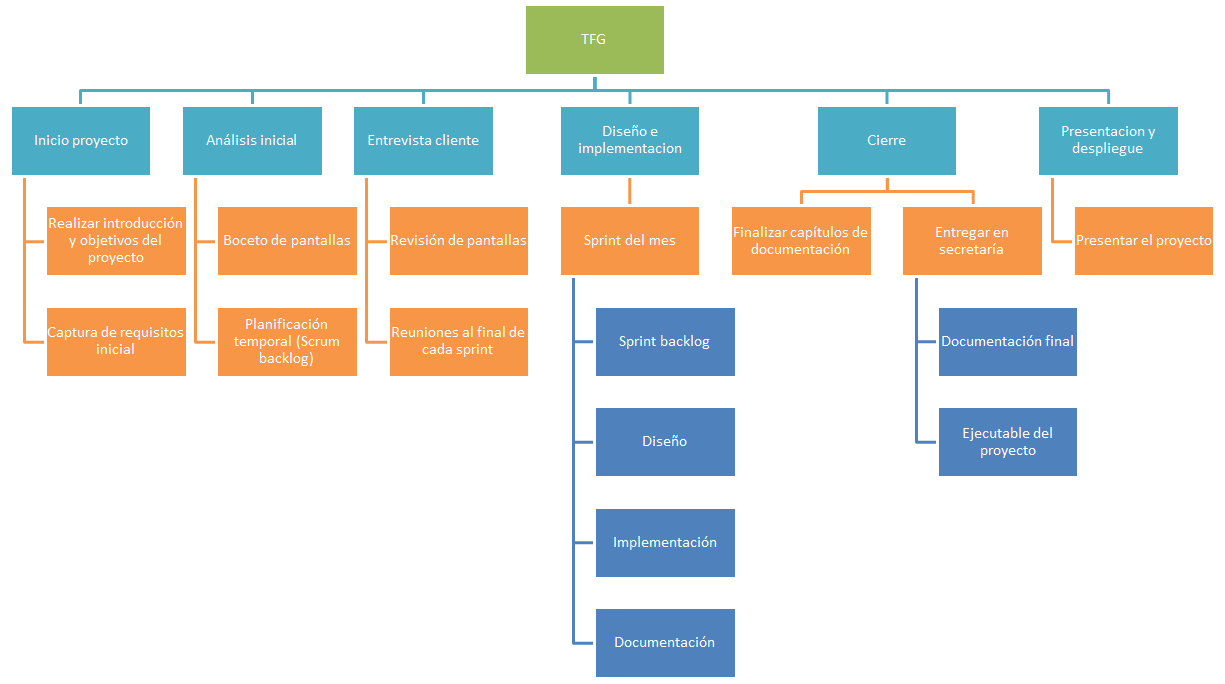 TFG
Inicio proyecto
Análisis inicial
Entrevista cliente
Diseño e
implementacion
Cierre
Presentacion y
despliegue
Realizar introducción
y objetivos del
proyecto
Boceto de pantallas
Revisión de pantallas
Sprint del mes
Finalizar capítulos de
documentación
Entregar en
secretaría
Presentar el proyecto
Captura de requisitos
inicial
Planificación
temporal (Scrum
backlog)
Reuniones al final de
cada sprint
Sprint backlog
Documentación final
Diseño
Ejecutable del
proyecto
Implementación
Documentación